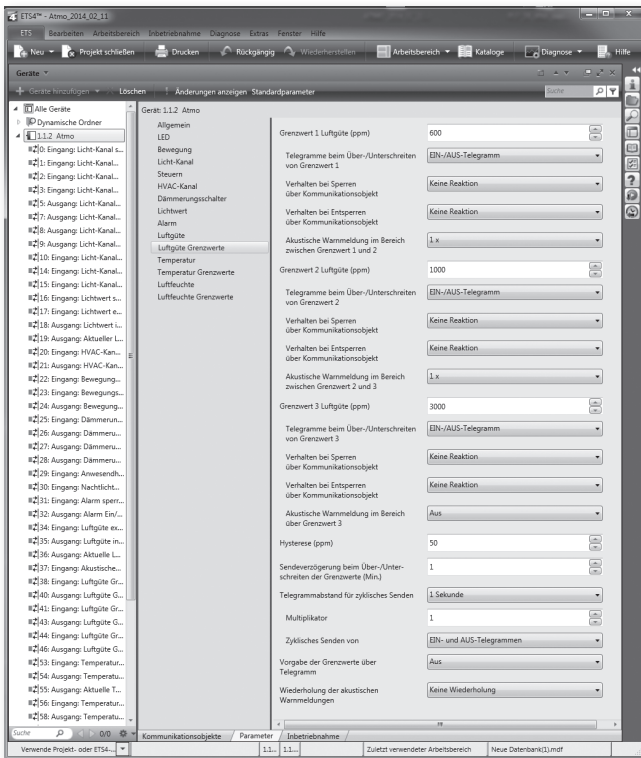 ETS4™ - Atmo_2014_02_11
ETS Bearbeiten Arbeitsbereich Inbetriebnahme Diagnose Extras Fenster Hilfe
Neu Projekt schließen Drucken Rückgängig Wiederherstellen Arbeitsbereich Kataloge Diagnose Hilfe
Geräte
Geräte hinzufügen Löschen Änderungen anzeigen Standardparameter Suche
Alle Geräte
Dynamische Ordner
1.1.2 Atmo
0: Eingang: Licht-Kanal s...
1: Eingang: Licht-Kanal...
2: Eingang: Licht-Kanal...
3: Eingang: Licht-Kanal...
5: Ausgang: Licht-Kanal...
7: Ausgang: Licht-Kanal...
8: Ausgang: Licht-Kanal...
9: Ausgang: Licht-Kanal...
10: Eingang: Licht-Kanal...
14: Eingang: Licht-Kanal...
15: Eingang: Licht-Kanal...
16: Eingang: Lichtwert s...
17: Eingang: Lichtwert e...
18: Ausgang: Lichtwert i...
19: Ausgang: Aktueller L...
20: Eingang: HVAC-Kan...
21: Ausgang: HVAC-Kan...
22: Eingang: Bewegung...
23: Eingang: Bewegungs...
24: Ausgang: Bewegung...
25: Eingang: Dämmerun...
26: Ausgang: Dämmeru...
27: Ausgang: Dämmeru...
28: Ausgang: Dämmeru...
29: Eingang: Anwesendh...
30: Eingang: Nachtlicht...
31: Eingang: Alarm sperr...
32: Ausgang: Alarm Ein/...
34: Eingang: Luftgüte ex...
35: Ausgang: Luftgüte in...
36: Ausgang: Aktuelle L...
37: Eingang: Akustische...
38: Eingang: Luftgüte Gr...
40: Ausgang: Luftgüte G...
41: Eingang: Luftgüte Gr...
43: Ausgang: Luftgüte G...
44: Eingang: Luftgüte Gr...
46: Ausgang: Luftgüte G...
53: Eingang: Temperatur...
54: Ausgang: Temperatu...
55: Ausgang: Aktuelle T...
56: Eingang: Temperatur...
58: Ausgang: Temperatu...
Suche 0/0
Gerät: 1.1.2 Atmo
Allgemein
LED
Bewegung
Licht-Kanal
Steuern
HVAC-Kanal
Dämmerungsschalter
Lichtwert
Alarm
Luftgüte
Luftgüte Grenzwerte
Temperatur
Temperatur Grenzwerte
Luftfeuchte
Luftfeuchte Grenzwerte
Grenzwert 1 Luftgüte (ppm) 600
Telegramme beim Über-/Unterschreiten EIN-/AUS-Telegramm
von Grenzwert 1
Verhalten bei Sperren Keine Reaktion
über Kommunikationsobjekt
Verhalten bei Entsperren Keine Reaktion
über Kommunikationsobjekt
Akustische Warnmeldung im Bereich 1 x
zwischen Grenzwert 1 und 2
Grenzwert 2 Luftgüte (ppm) 1000
Telegramme beim Über-/Unterschreiten EIN-/AUS-Telegramm
von Grenzwert 2
Verhalten bei Sperren Keine Reaktion
über Kommunikationsobjekt
Verhalten bei Entsperren Keine Reaktion
über Kommunikationsobjekt
Akustische Warnmeldung im Bereich 1 x
zwischen Grenzwert 2 und 3
Grenzwert 3 Luftgüte (ppm) 3000
Telegramme beim Über-/Unterschreiten EIN-/AUS-Telegramm
von Grenzwert 3
Verhalten bei Sperren Keine Reaktion
über Kommunikationsobjekt
Verhalten bei Entsperren Keine Reaktion
über Kommunikationsobjekt
Akustische Warnmeldung im Bereich Aus
über Grenzwert 3
Hysterese (ppm) 50
Sendeverzögerung beim Über-/Unter- 1
schreiten der Grenzwerte (Min.)
Telegrammabstand für zyklisches Senden 1 Sekunde
Multiplikator 1
Zyklisches Senden von EIN- und AUS-Telegrammen
Vorgabe der Grenzwerte über Aus
Telegramm
Wiederholung der akustischen Keine Wiederholung
Warnmeldungen
Kommunikationsobjekte Parameter Inbetriebnahme
Verwende Projekt- oder ETS4-... 1.1... 1.1... Zuletzt verwendeter Arbeitsbereich Neue Datenbank(1).mdf